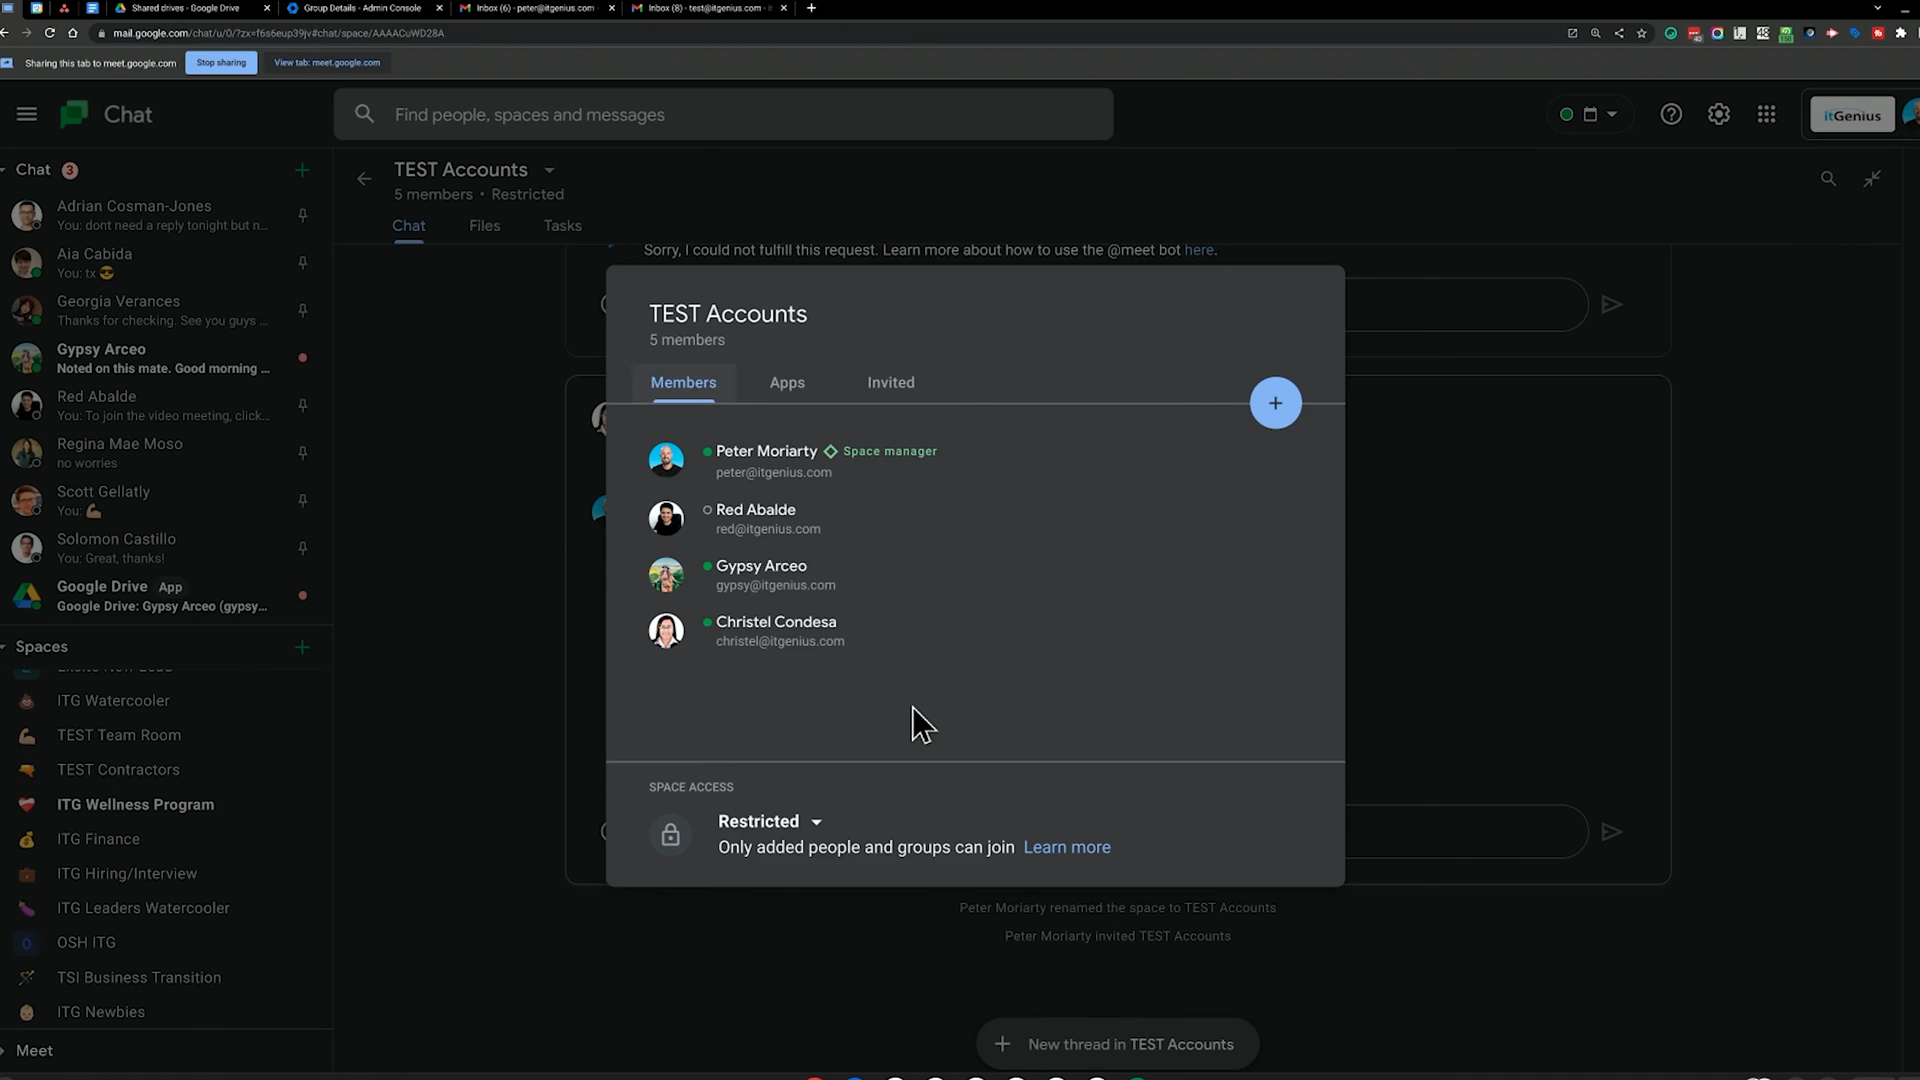 Shared drives - Google Drive
Group Details - Admin Console
Inbox (6) - peter@itgenius.com
Inbox (8) - test@itgenius.com
mail.google.com/chat/u/0/?zx=f6s6eup39jv#chat/space/AAAACuWD28A
Sharing this tab to meet.google.com
Stop sharing
View tab: meet.google.com
Chat
Find people, spaces and messages
itGenius
Chat 3
Adrian Cosman-Jones
You: dont need a reply tonight but n...
Aia Cabida
You: tx 😎
Georgia Verances
Thanks for checking. See you guys ...
Gypsy Arceo
Noted on this mate. Good morning ...
Red Abalde
You: To join the video meeting, click...
Regina Mae Moso
no worries
Scott Gellatly
You: 💪
Solomon Castillo
You: Great, thanks!
Google Drive App
Google Drive: Gypsy Arceo (gypsy...
Spaces
ITG Watercooler
TEST Team Room
TEST Contractors
ITG Wellness Program
ITG Finance
ITG Hiring/Interview
ITG Leaders Watercooler
OSH ITG
TSI Business Transition
ITG Newbies
Meet
TEST Accounts
5 members • Restricted
Chat Files Tasks
Sorry, I could not fulfill this request. Learn more about how to use the @meet bot here.
TEST Accounts
5 members
Members Apps Invited
Peter Moriarty Space manager
peter@itgenius.com
Red Abalde
red@itgenius.com
Gypsy Arceo
gypsy@itgenius.com
Christel Condesa
christel@itgenius.com
SPACE ACCESS
Restricted
Only added people and groups can join Learn more
Peter Moriarty renamed the space to TEST Accounts
Peter Moriarty invited TEST Accounts
New thread in TEST Accounts